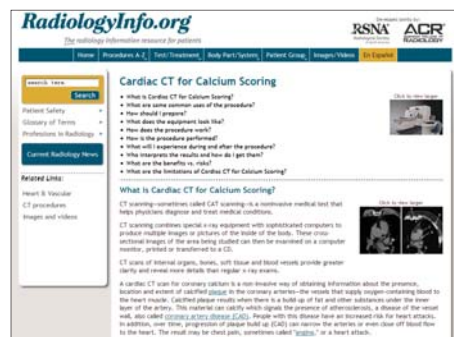 RadiologyInfo.org
The radiology information resource for patients
RSNA
ACR
RADIOLOGY
Home Procedures A-Z Test/Treatment Body Part/System Patient Group Images/Videos En Español
search here
Search
Patient Safety
Glossary of Terms
Professions in Radiology
Current Radiology News
Related Links:
Heart & Vascular
CT procedures
Images and videos
Cardiac CT for Calcium Scoring
What is Cardiac CT for Calcium Scoring?
What are some common uses of the procedure?
How should I prepare?
What does the equipment look like?
How does the procedure work?
How is the procedure performed?
What will I experience during and after the procedure?
Who interprets the results and how do I get them?
What are the benefits vs. risks?
What are the limitations of Cardiac CT for Calcium Scoring?
Click to view larger
What is Cardiac CT for Calcium Scoring?
Click to view larger
CT scanning—sometimes called CAT scanning—is a noninvasive medical test that
helps physicians diagnose and treat medical conditions.
CT scanning combines special x-ray equipment with sophisticated computers to
produce multiple images or pictures of the inside of the body. These cross-
sectional images of the area being studied can then be examined on a computer
monitor, printed or transferred to a CD.
CT scans of internal organs, bones, soft tissue and blood vessels provide greater
clarity and reveal more details than regular x-ray exams.
A cardiac CT scan for coronary calcium is a non-invasive way of obtaining information about the presence,
location and extent of calcified plaque in the coronary arteries—the vessels that supply oxygen-containing blood to
the heart muscle. Calcified plaque results when there is a build-up of fat and other substances under the inner
layer of the artery. This material can calcify which signals the presence of atherosclerosis, a disease of the vessel
wall, also called coronary artery disease (CAD). People with this disease have an increased risk for heart attacks.
In addition, over time, progression of plaque build up (CAD) can narrow the arteries or even close off blood flow
to the heart. The result may be chest pain, sometimes called "angina," or a heart attack.